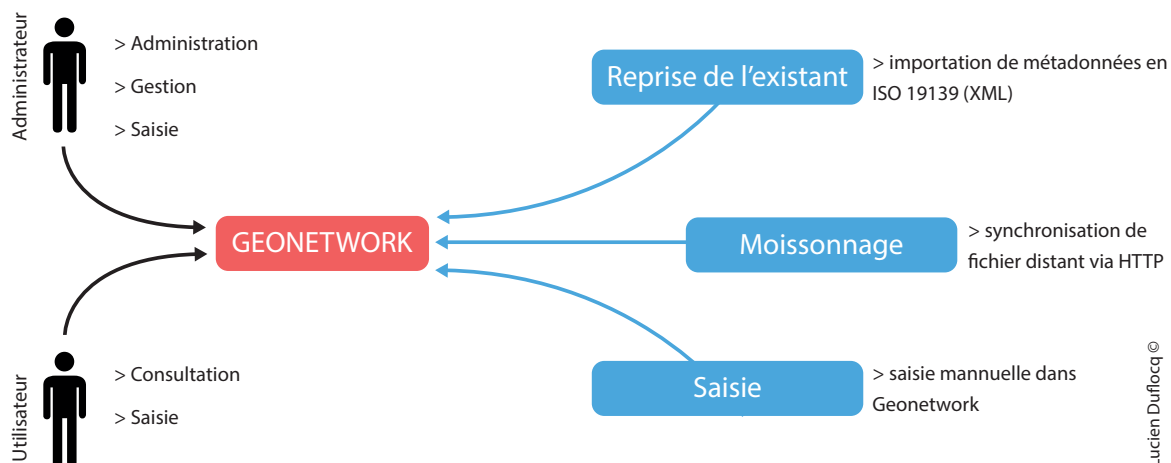 Administrateur
> Administration
> Gestion
> Saisie
Reprise de l'existant
> importation de métadonnées en
ISO 19139 (XML)
GEONETWORK
Moissonnage
> synchronisation de
fichier distant via HTTP
Utilisateur
> Consultation
> Saisie
Saisie
> saisie mannuelle dans
Geonetwork
Lucien Duflocq ©